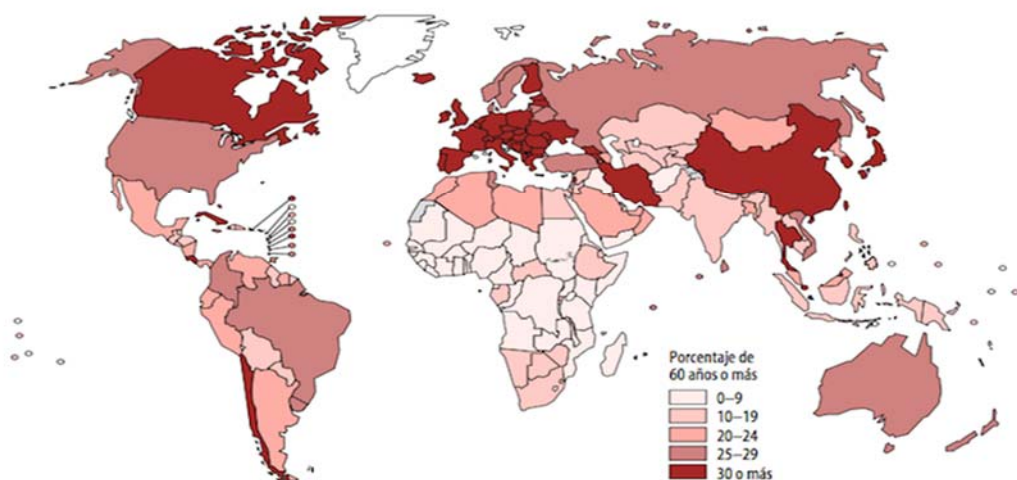 Porcentaje de
60 años o más
0–9
10–19
20–24
25–29
30 o más